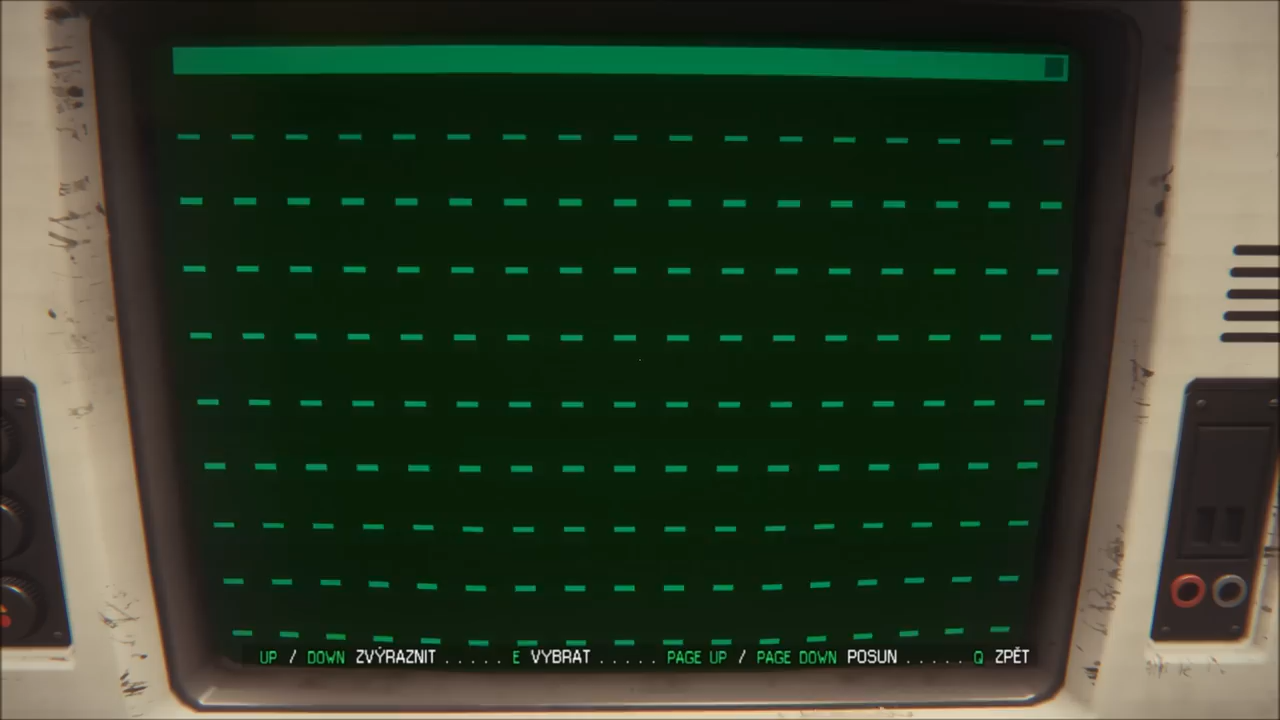 UP / DOWN ZVÝRAZNIT ..... E VYBRAT ..... PAGE UP / PAGE DOWN POSUN ..... Q ZPĚT